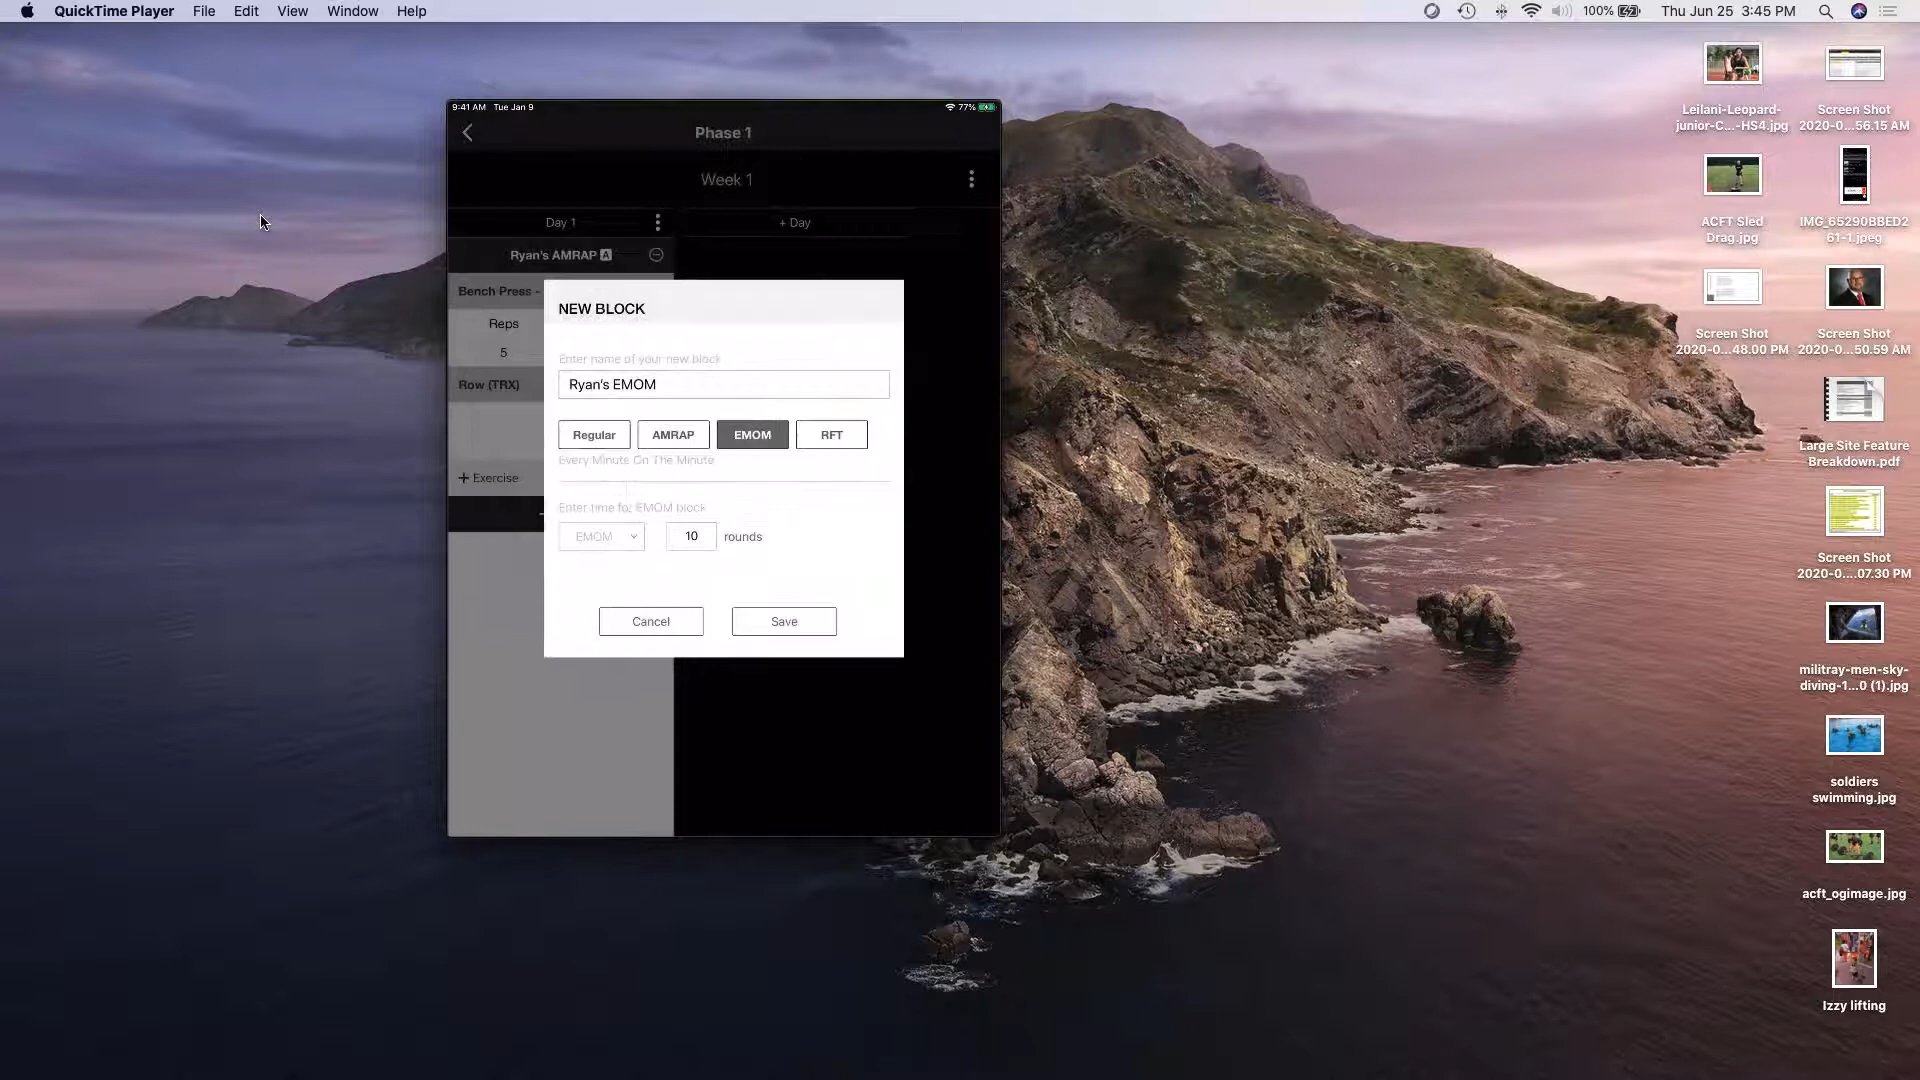 QuickTime Player File Edit View Window Help
100% Thu Jun 25 3:45 PM
9:41 AM Tue Jan 9
77%
Phase 1
Week 1
Day 1
+ Day
Ryan's AMRAP A
Bench Press -
Reps
5
Row (TRX)
+ Exercise
NEW BLOCK
Enter name of your new block
Ryan's EMOM
Regular AMRAP EMOM RFT
Every Minute On The Minute
Enter time for EMOM block
EMOM 10 rounds
Cancel Save
Leilani-Leopard-
junior-C...-HS4.jpg
Screen Shot
2020-0...56.15 AM
ACFT Sled
Drag.jpg
IMG_65290BBED2
61-1.jpeg
Screen Shot
2020-0...48.00 PM
Screen Shot
2020-0...50.59 AM
Large Site Feature
Breakdown.pdf
Screen Shot
2020-0....07.30 PM
militray-men-sky-
diving-1...0 (1).jpg
soldiers
swimming.jpg
acft_ogimage.jpg
Izzy lifting